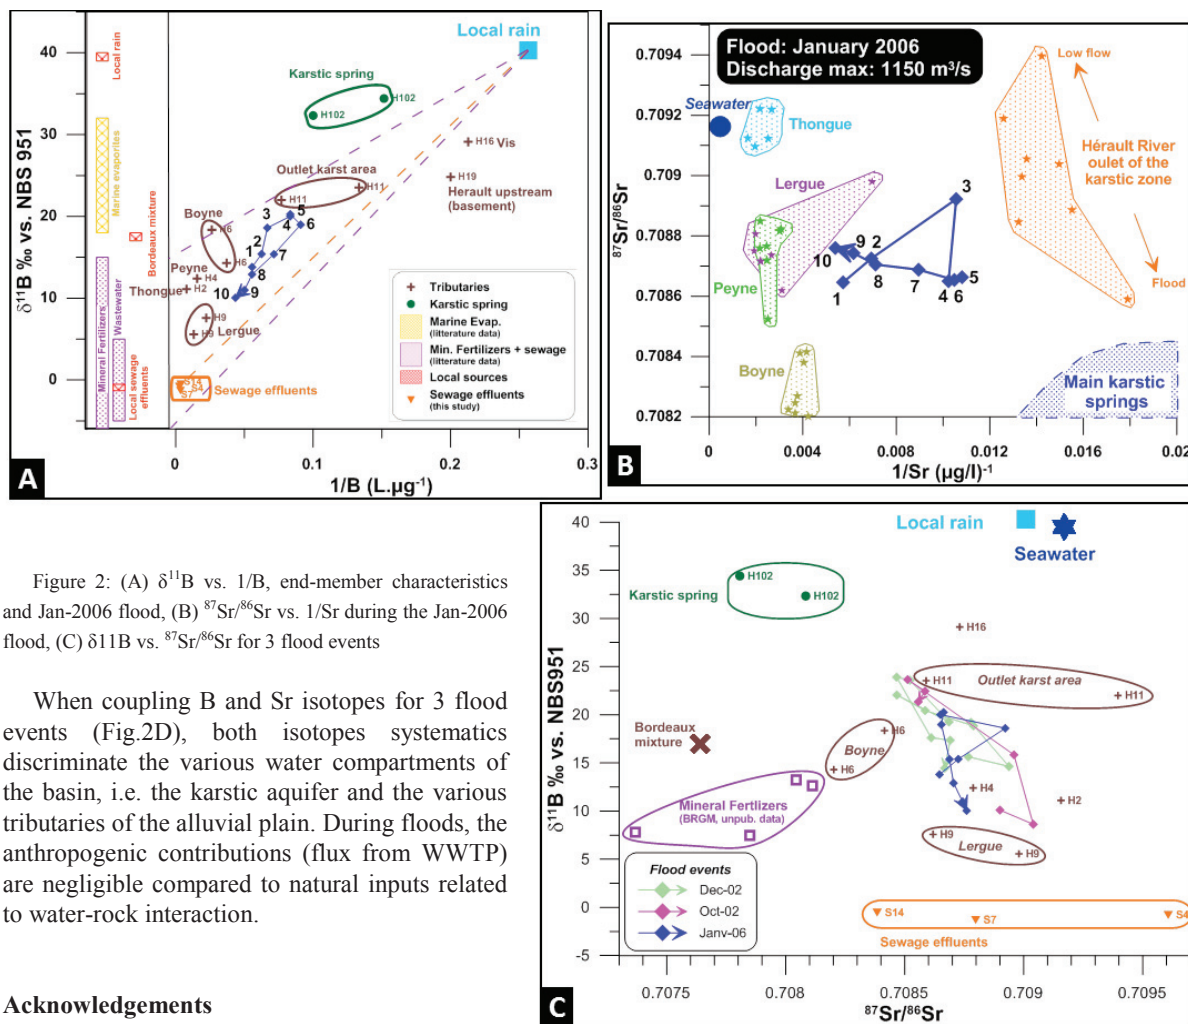 A
δ11B ‰ vs. NBS 951
40
30
20
10
0
0
0.1
0.2
0.3
1/B (L.µg-1)
Local rain
Marine evaporites
Bordeaux mixture
Mineral Fertilizers
Wastewater
Local sewage
effluents
Local rain
Karstic spring
H102
H102
H16 Vis
H19
Herault upstream
(basement)
Outlet karst area
H11
H11
Boyne
H6
H6
Peyne
H4
H2
Thongue
H9
H9
Lergue
1
2
3
4
5
6
7
8
9
10
S14
S4
S7
Sewage effluents
Tributaries
Karstic spring
Marine Evap.
(litterature data)
Min. Fertilizers + sewage
(litterature data)
Local sources
Sewage effluents
(this study)
B
Flood: January 2006
Discharge max: 1150 m3/s
87Sr/86Sr
0.7094
0.7092
0.709
0.7088
0.7086
0.7084
0.7082
0
0.004
0.008
0.012
0.016
0.02
1/Sr (µg/l)-1
Seawater
Thongue
Lergue
Peyne
Boyne
1
2
3
4
5
6
7
8
9
10
Low flow
Hérault River
oulet of the
karstic zone
Flood
Main karstic
springs
Figure 2: (A) δ11B vs. 1/B, end-member characteristics
and Jan-2006 flood, (B) 87Sr/86Sr vs. 1/Sr during the Jan-2006
flood, (C) δ11B vs. 87Sr/86Sr for 3 flood events
When coupling B and Sr isotopes for 3 flood
events (Fig.2D), both isotopes systematics
discriminate the various water compartments of
the basin, i.e. the karstic aquifer and the various
tributaries of the alluvial plain. During floods, the
anthropogenic contributions (flux from WWTP)
are negligible compared to natural inputs related
to water-rock interaction.
Acknowledgements
C
δ11B ‰ vs. NBS951
40
35
30
25
20
15
10
5
0
-5
0.7075
0.708
0.7085
0.709
0.7095
87Sr/86Sr
Local rain
Seawater
Karstic spring
H102
H102
H16
H11
Outlet karst area
H11
Bordeaux
mixture
Boyne
H6
H6
Mineral Fertlizers
(BRGM, unpub. data)
H4
H2
H9
Lergue
H9
Flood events
Dec-02
Oct-02
Janv-06
S14
S7
S4
Sewage effluents